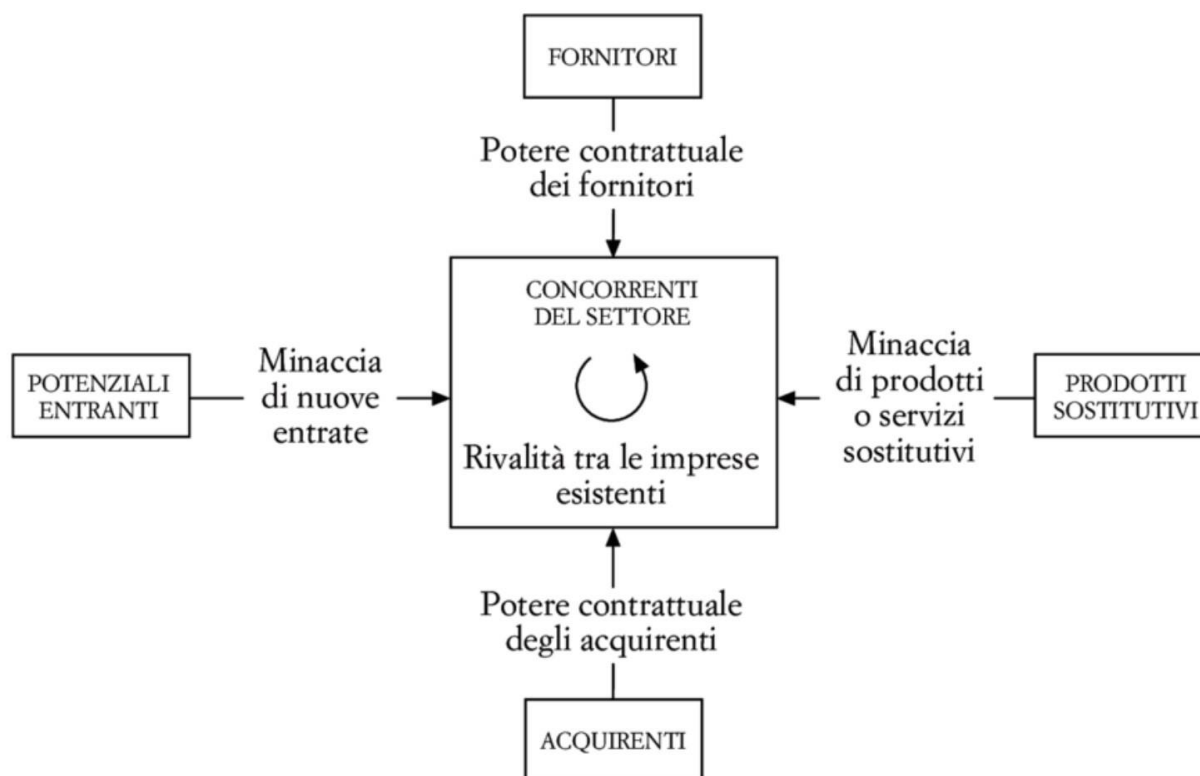 FORNITORI
Potere contrattuale
dei fornitori
CONCORRENTI
DEL SETTORE
Rivalità tra le imprese
esistenti
POTENZIALI
ENTRANTI
Minaccia
di nuove
entrate
Minaccia
di prodotti
o servizi
sostitutivi
PRODOTTI
SOSTITUTIVI
Potere contrattuale
degli acquirenti
ACQUIRENTI